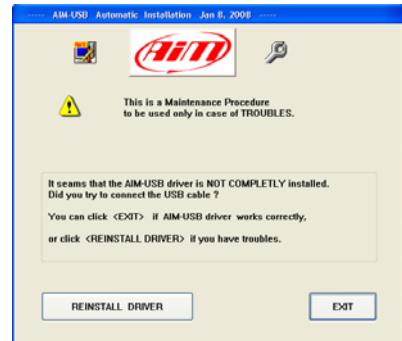 ----- AIM-USB Automatic Installation Jan 8, 2008 -----
AiM
This is a Maintenance Procedure
to be used only in case of TROUBLES.
It seams that the AIM-USB driver is NOT COMPLETLY installed.
Did you try to connect the USB cable ?
You can click <EXIT> if AIM-USB driver works correctly,
or click <REINSTALL DRIVER> if you have troubles.
REINSTALL DRIVER
EXIT